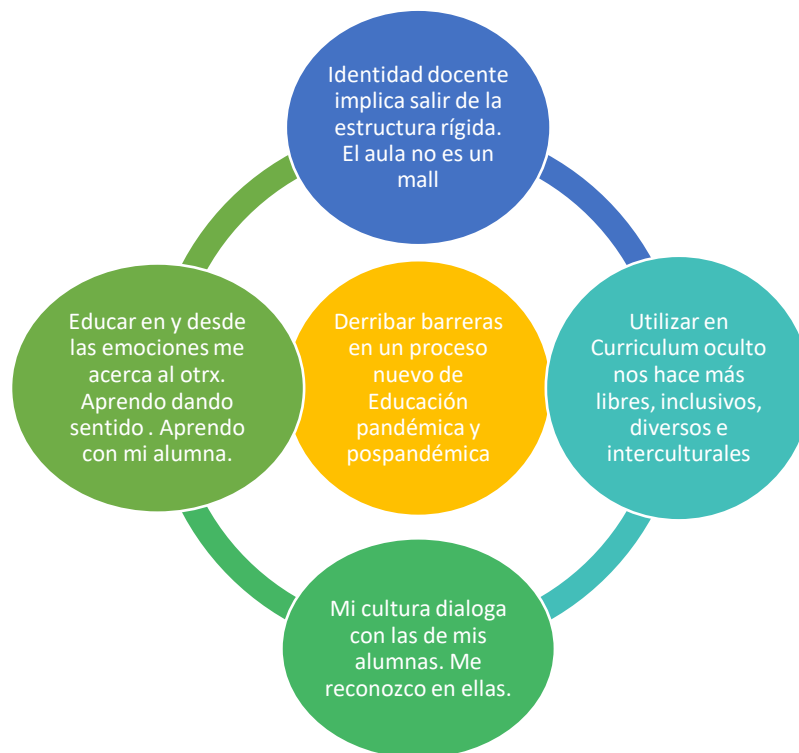 Identidad docente
implica salir de la
estructura rígida.
El aula no es un
mall
Educar en y desde
las emociones me
acerca al otrx.
Aprendo dando
sentido . Aprendo
con mi alumna.
Derribar barreras
en un proceso
nuevo de
Educación
pandémica y
pospandémica
Utilizar en
Curriculum oculto
nos hace más
libres, inclusivos,
diversos e
interculturales
Mi cultura dialoga
con las de mis
alumnas. Me
reconozco en ellas.